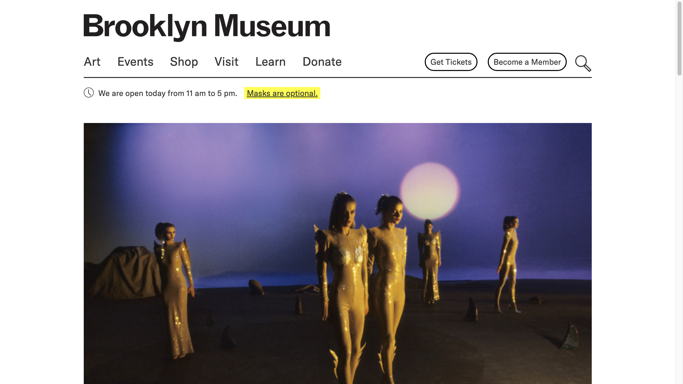 Brooklyn Museum
Art Events Shop Visit Learn Donate Get Tickets Become a Member
We are open today from 11 am to 5 pm. Masks are optional.